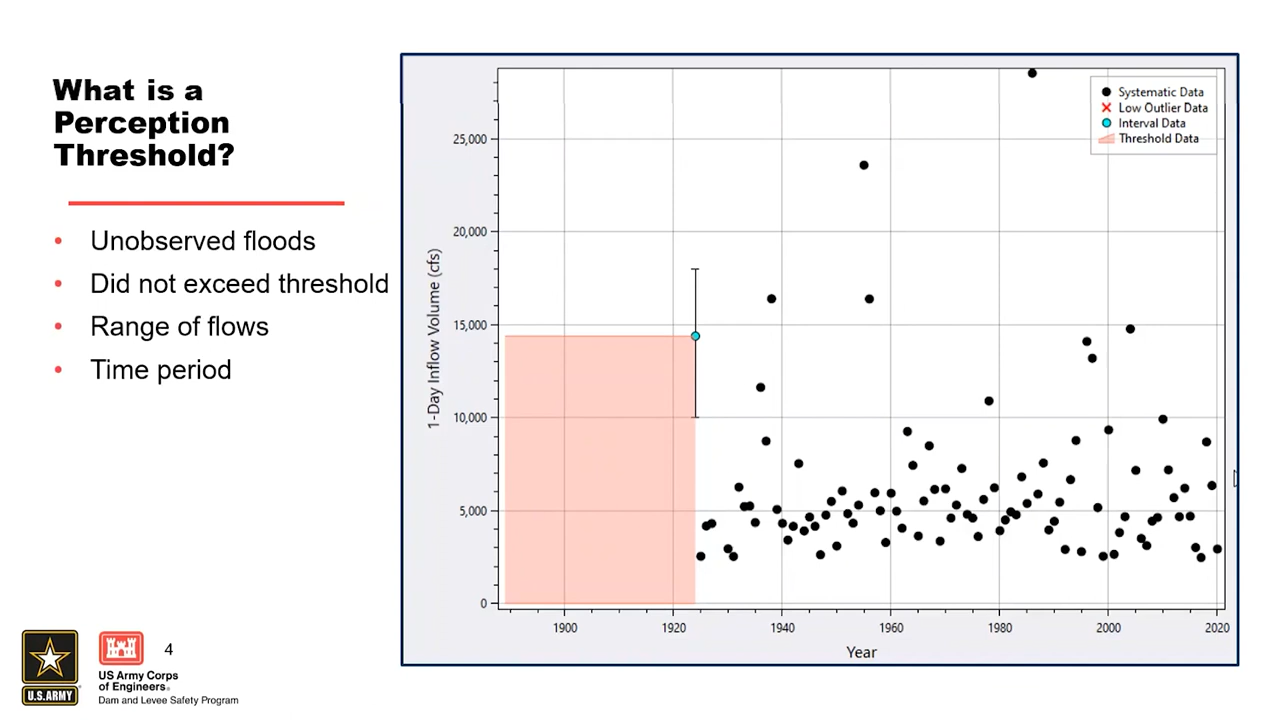 What is a
Perception
Threshold?
• Unobserved floods
• Did not exceed threshold
• Range of flows
• Time period
1-Day Inflow Volume (cfs)
25,000
20,000
15,000
10,000
5,000
0
1900
1920
1940
1960
1980
2000
2020
Year
Systematic Data
Low Outlier Data
Interval Data
Threshold Data
U.S.ARMY
US Army Corps
of Engineers®
Dam and Levee Safety Program
4